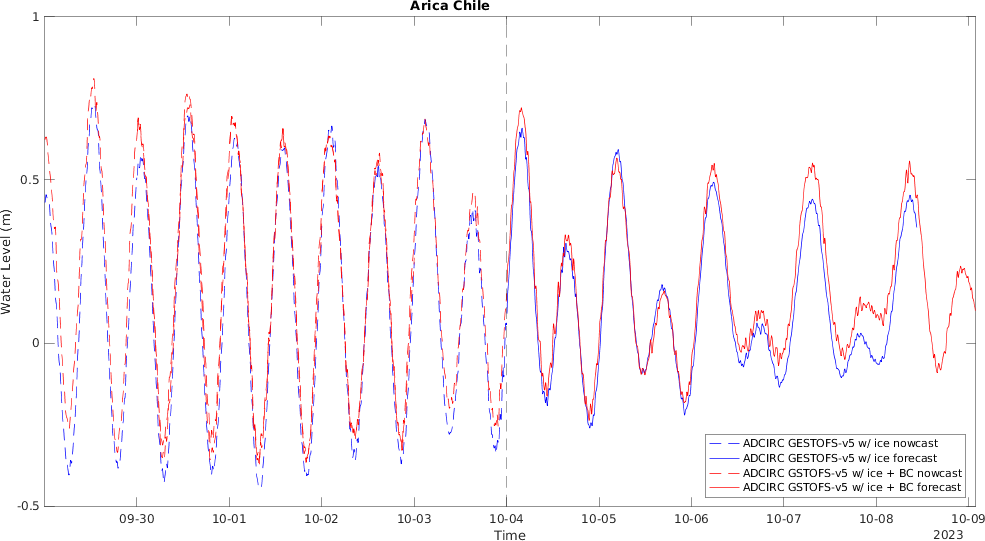 Arica Chile
1
0.5
0
-0.5
Water Level (m)
09-30 10-01 10-02 10-03 10-04 10-05 10-06 10-07 10-08 10-09
Time
2023
ADCIRC GESTOFS-v5 w/ ice nowcast
ADCIRC GESTOFS-v5 w/ ice forecast
ADCIRC GSTOFS-v5 w/ ice + BC nowcast
ADCIRC GSTOFS-v5 w/ ice + BC forecast